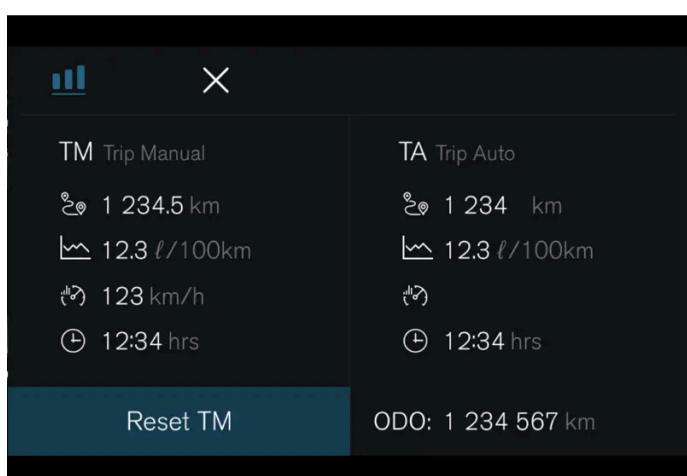 TM Trip Manual
1 234.5 km
12.3 ℓ/100km
123 km/h
12:34 hrs
Reset TM
TA Trip Auto
1 234 km
12.3 ℓ/100km
12:34 hrs
ODO: 1 234 567 km